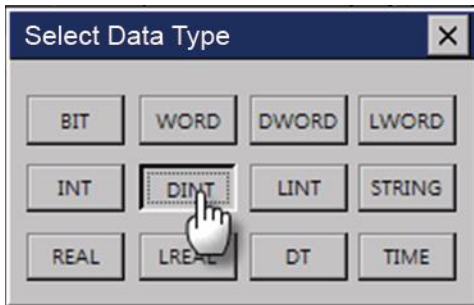 Select Data Type
BIT WORD DWORD LWORD
INT DINT LINT STRING
REAL LREAL DT TIME